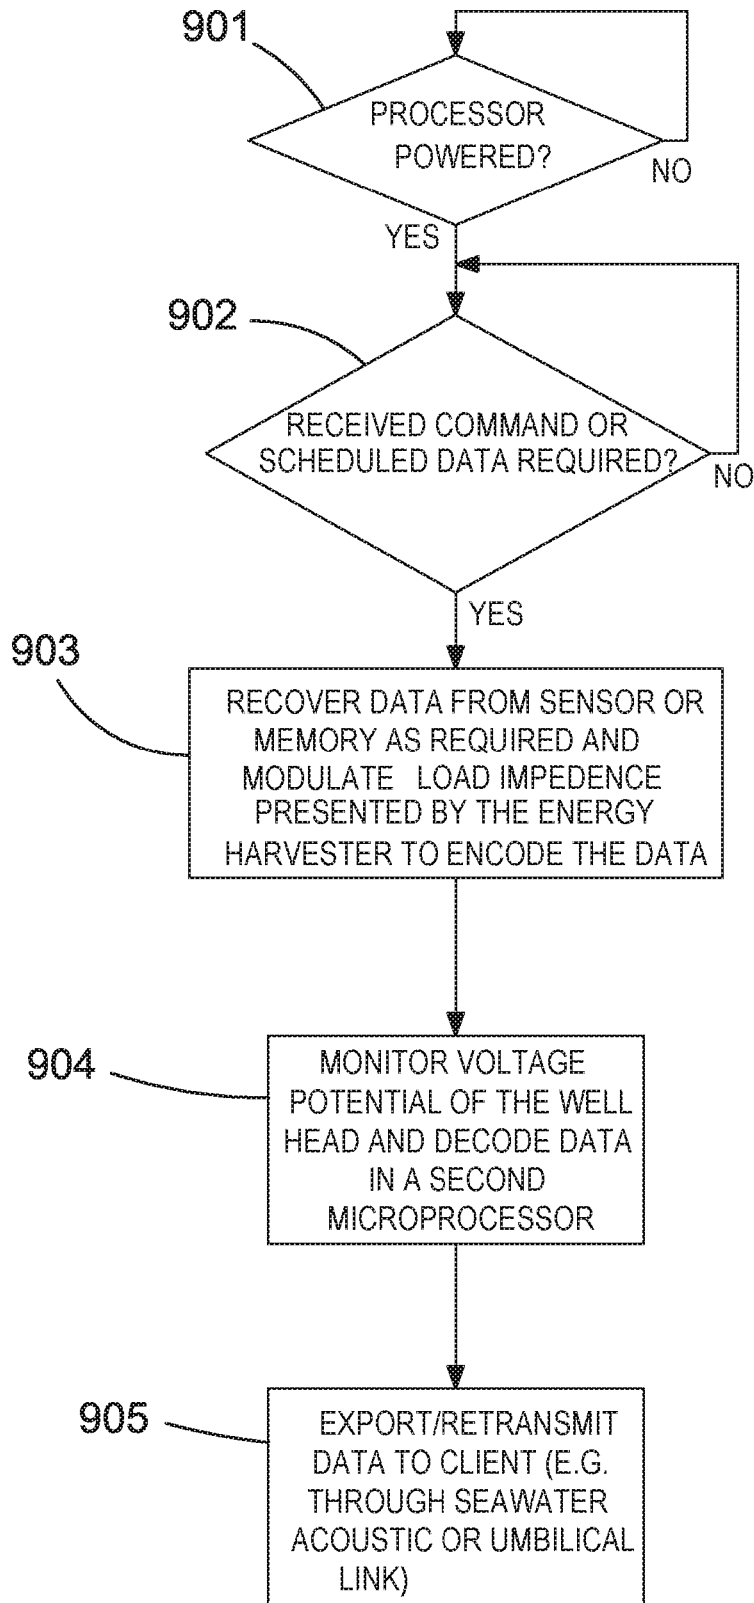 901
PROCESSOR
POWERED?
NO
YES
902
RECEIVED COMMAND OR
SCHEDULED DATA REQUIRED?
NO
YES
903
RECOVER DATA FROM SENSOR OR
MEMORY AS REQUIRED AND
MODULATE LOAD IMPEDENCE
PRESENTED BY THE ENERGY
HARVESTER TO ENCODE THE DATA
904
MONITOR VOLTAGE
POTENTIAL OF THE WELL
HEAD AND DECODE DATA
IN A SECOND
MICROPROCESSOR
905
EXPORT/RETRANSMIT
DATA TO CLIENT (E.G.
THROUGH SEAWATER
ACOUSTIC OR UMBILICAL
LINK)